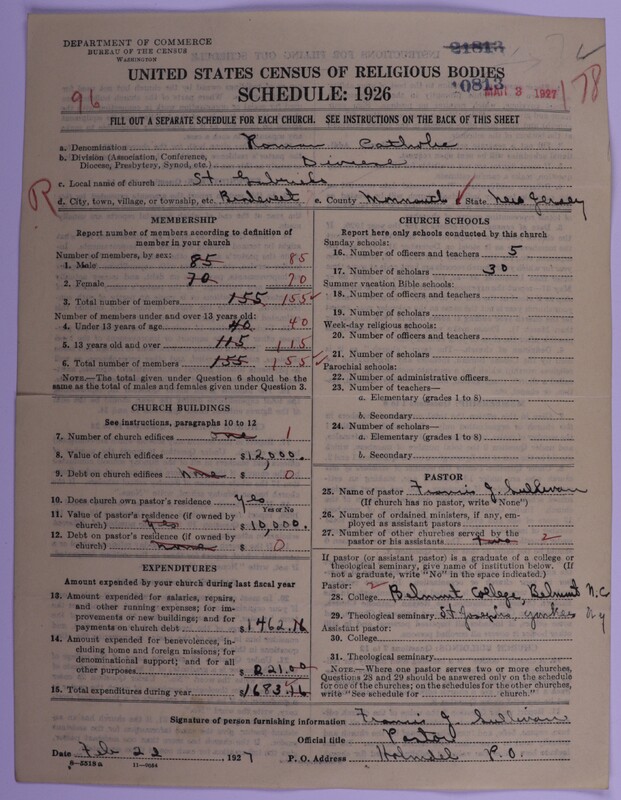 DEPARTMENT OF COMMERCE
BUREAU OF THE CENSUS
WASHINGTON
21813
10813
MAR 3 1927
178
96
UNITED STATES CENSUS OF RELIGIOUS BODIES
SCHEDULE: 1926
FILL OUT A SEPARATE SCHEDULE FOR EACH CHURCH. SEE INSTRUCTIONS ON THE BACK OF THIS SHEET
a. Denomination Roman Catholic
b. Division (Association, Conference, Diocese, Presbytery, Synod, etc.) Diocese
c. Local name of church St. Gabriels
R
d. City, town, village, or township, etc. Bradevelt e. County Monmouth State New Jersey
MEMBERSHIP
Report number of members according to definition of member in your church
Number of members, by sex:
1. Male 85 85
2. Female 70 70
3. Total number of members 155 155
Number of members under and over 13 years old:
4. Under 13 years of age 40 40
5. 13 years old and over 115 115
6. Total number of members 155 155
NOTE.—The total given under Question 6 should be the same as the total of males and females given under Question 3.
CHURCH BUILDINGS
See instructions, paragraphs 10 to 12
7. Number of church edifices one 1
8. Value of church edifices $12,000.
9. Debt on church edifices none 0
10. Does church own pastor's residence yes
Yes or No
11. Value of pastor's residence (if owned by church) yes $10,000.
12. Debt on pastor's residence (if owned by church) none $0
EXPENDITURES
Amount expended by your church during last fiscal year
13. Amount expended for salaries, repairs, and other running expenses; for improvements or new buildings; and for payments on church debt $1462.76
14. Amount expended for benevolences, including home and foreign missions; for denominational support; and for all other purposes $221.00
15. Total expenditures during year $1683.76
CHURCH SCHOOLS
Report here only schools conducted by this church
Sunday schools:
16. Number of officers and teachers 5
17. Number of scholars 30
Summer vacation Bible schools:
18. Number of officers and teachers
19. Number of scholars
Week-day religious schools:
20. Number of officers and teachers
21. Number of scholars
Parochial schools:
22. Number of administrative officers
23. Number of teachers—
a. Elementary (grades 1 to 8)
b. Secondary
24. Number of scholars—
a. Elementary (grades 1 to 8)
b. Secondary
PASTOR
25. Name of pastor Francis J. Sullivan
(If church has no pastor, write "None")
26. Number of ordained ministers, if any, employed as assistant pastors
27. Number of other churches served by the pastor or his assistants two 2
If pastor (or assistant pastor) is a graduate of a college or theological seminary, give name of institution below. (If not a graduate, write "No" in the space indicated.)
Pastor: 2
28. College Belmont College, Belmont N.C
29. Theological seminary St Josephs, Yonkers N Y
Assistant pastor:
30. College
31. Theological seminary
NOTE.—Where one pastor serves two or more churches, Questions 28 and 29 should be answered only on the schedule for one of the churches; on the schedules for the other churches, write "See schedule for church."
Signature of person furnishing information Francis J. Sullivan
Official title Pastor
Date Feb 22 1927 P. O. Address Holmdel P.O.
8-5518a 11-9684